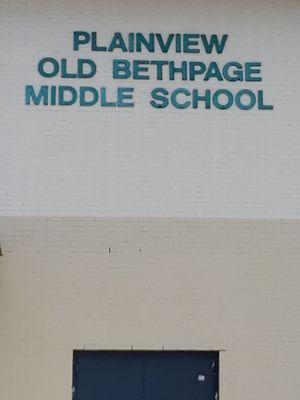 PLAINVIEW
OLD BETHPAGE
MIDDLE SCHOOL